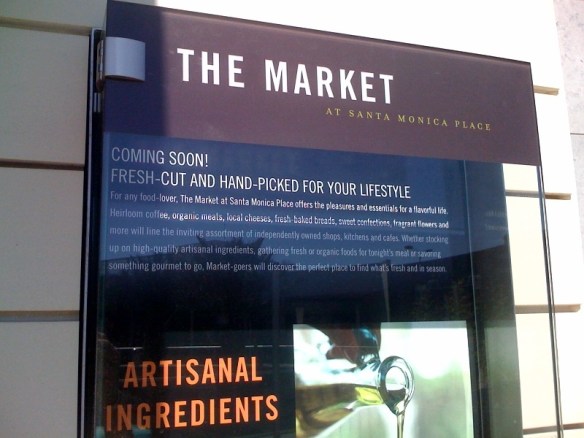 THE MARKET
AT SANTA MONICA PLACE
COMING SOON!
FRESH-CUT AND HAND-PICKED FOR YOUR LIFESTYLE
For any food-lover, The Market at Santa Monica Place offers the pleasures and essentials for a flavorful life.
Heirloom coffee, organic meats, local cheeses, fresh-baked breads, sweet confections, fragrant flowers and
more will line the inviting assortment of independently owned shops, kitchens and cafes. Whether stocking
up on high-quality artisanal ingredients, gathering fresh or organic foods for tonight's meal or savoring
something gourmet to go, Market-goers will discover the perfect place to find what's fresh and in season.
ARTISANAL
INGREDIENTS